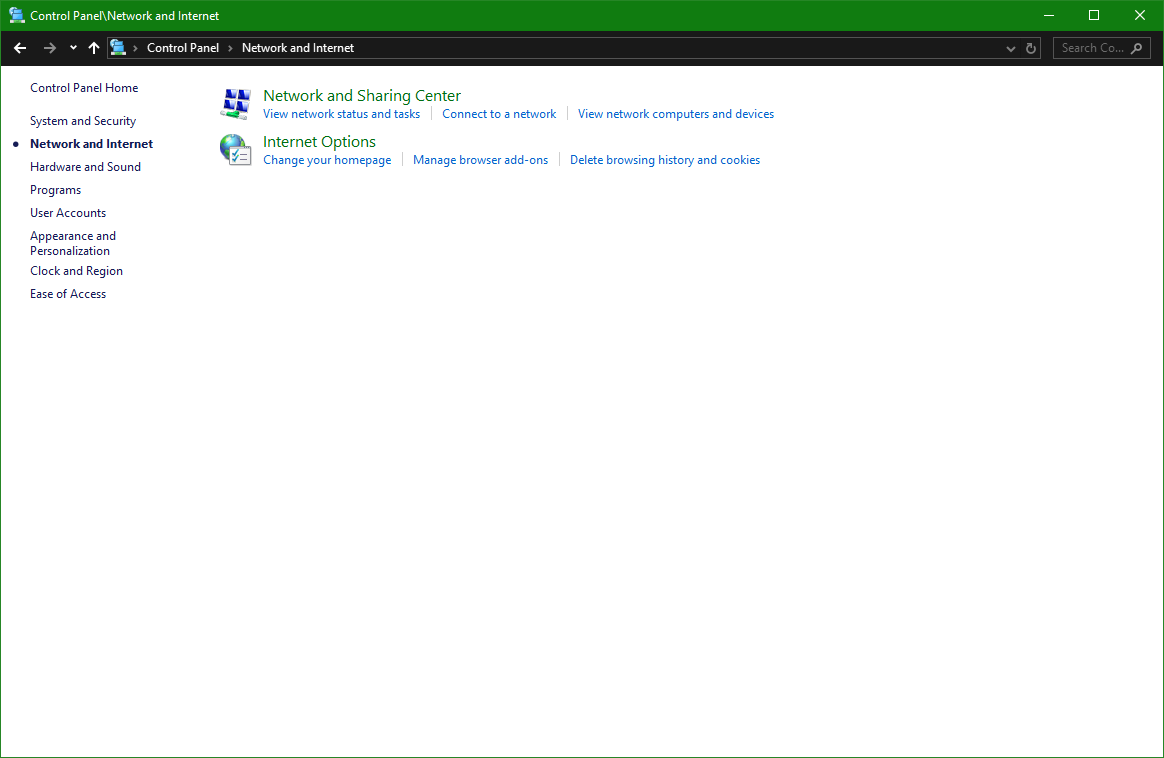 Control Panel\Network and Internet
Control Panel > Network and Internet
Search Co...
Control Panel Home
System and Security
Network and Internet
Hardware and Sound
Programs
User Accounts
Appearance and
Personalization
Clock and Region
Ease of Access
Network and Sharing Center
View network status and tasks
Connect to a network
View network computers and devices
Internet Options
Change your homepage
Manage browser add-ons
Delete browsing history and cookies